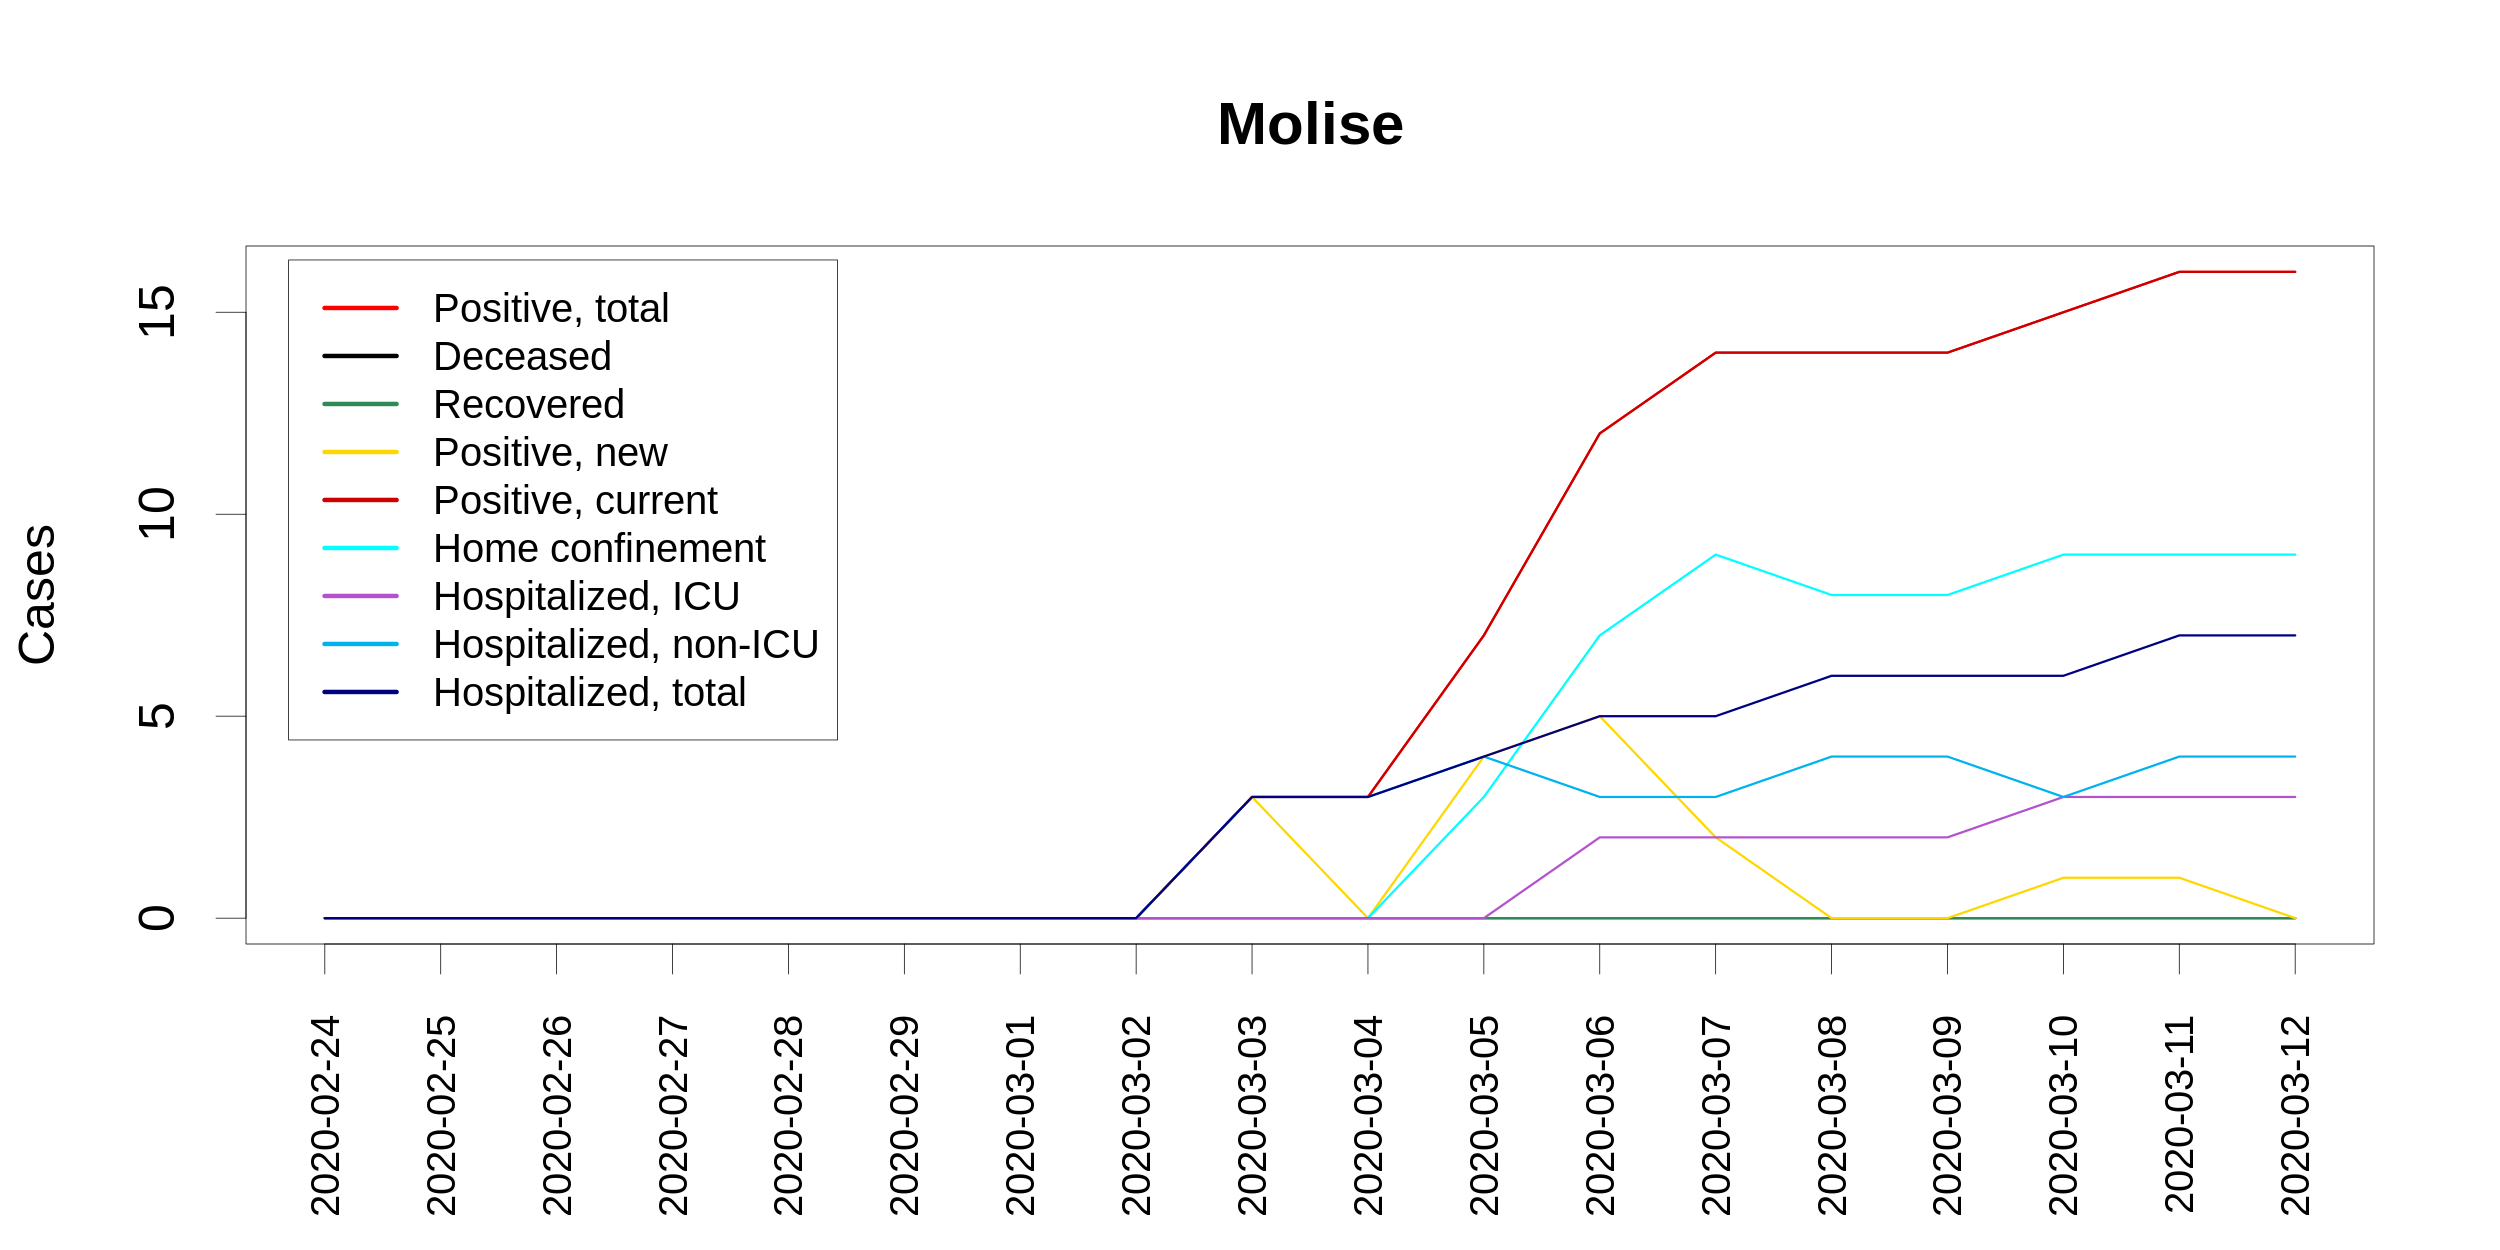 Molise
Cases
15
10
5
0
Positive, total
Deceased
Recovered
Positive, new
Positive, current
Home confinement
Hospitalized, ICU
Hospitalized, non-ICU
Hospitalized, total
2020-02-24
2020-02-25
2020-02-26
2020-02-27
2020-02-28
2020-02-29
2020-03-01
2020-03-02
2020-03-03
2020-03-04
2020-03-05
2020-03-06
2020-03-07
2020-03-08
2020-03-09
2020-03-10
2020-03-11
2020-03-12